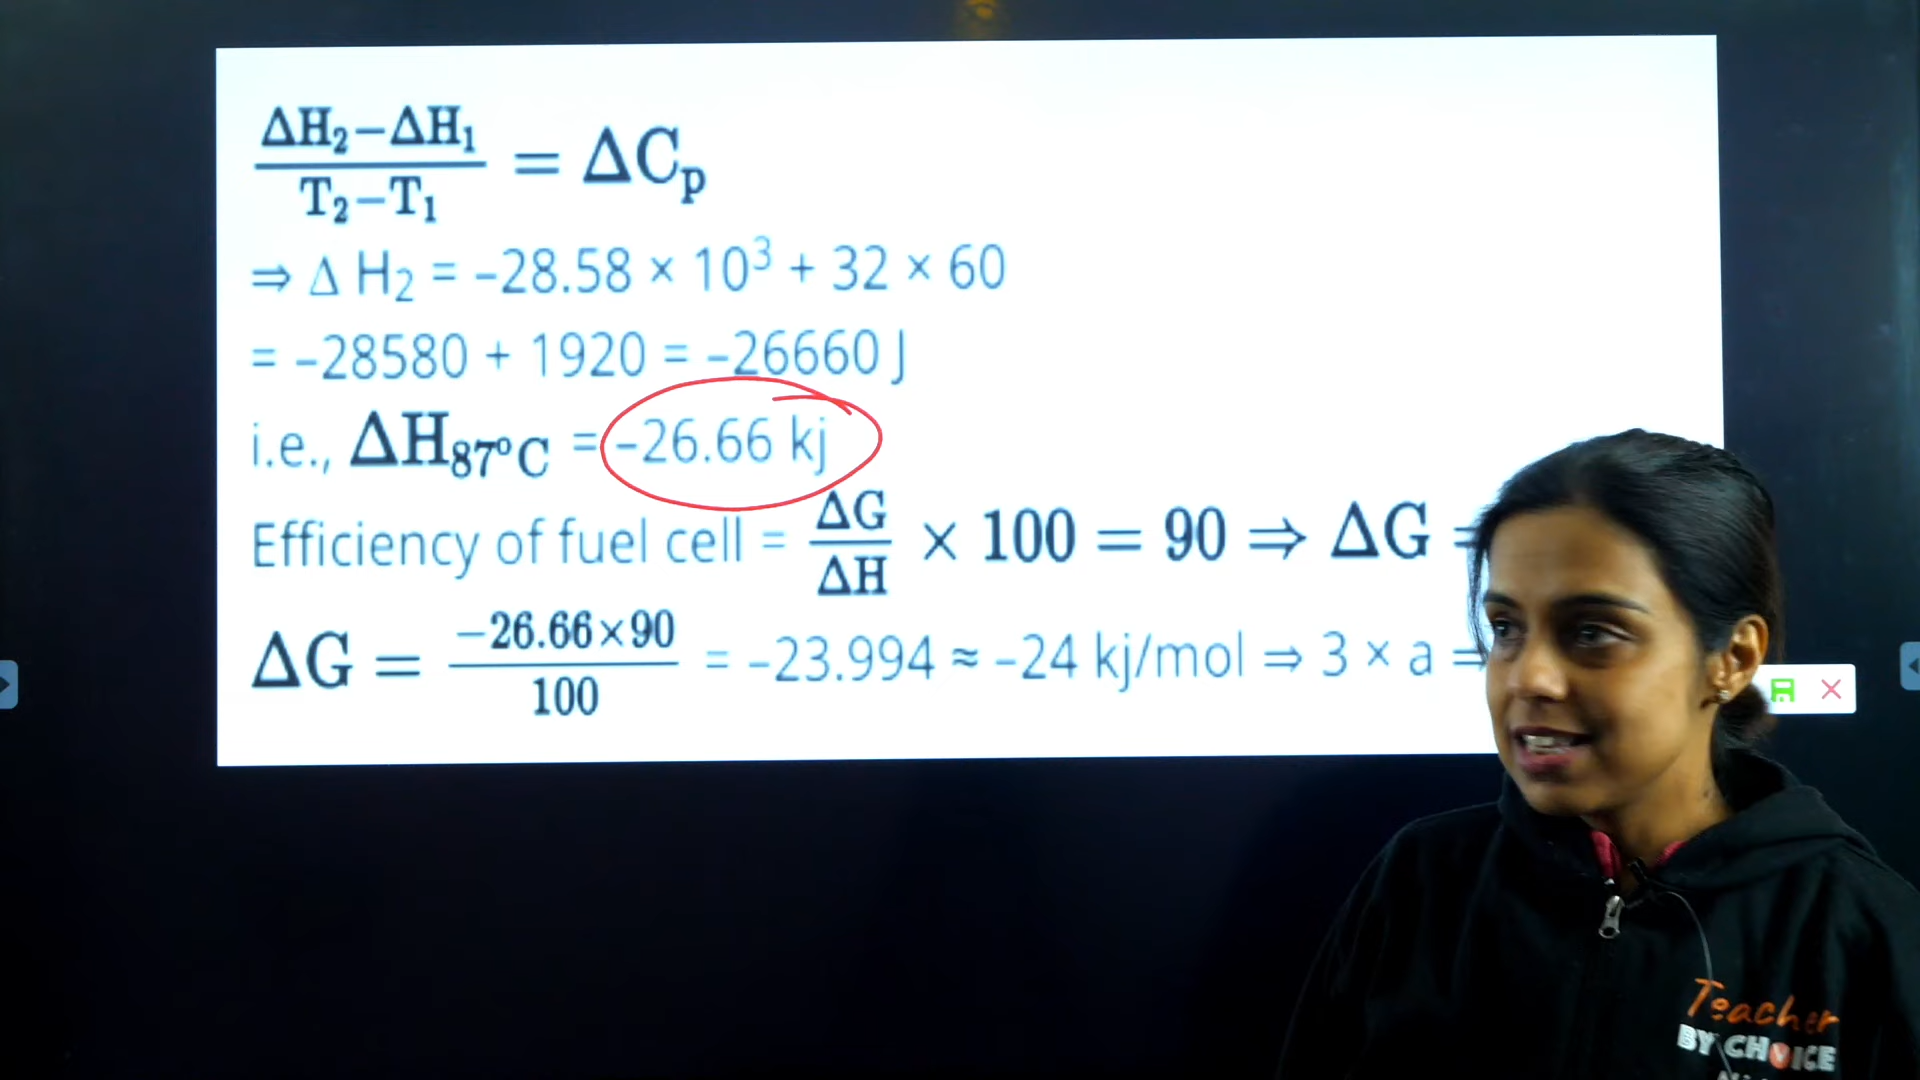 ΔH₂−ΔH₁ / T₂−T₁ = ΔCₚ
⇒ Δ H₂ = –28.58 × 10³ + 32 × 60
= –28580 + 1920 = –26660 J
i.e., ΔH₈₇°C = –26.66 kj
Efficiency of fuel cell = ΔG/ΔH × 100 = 90 ⇒ ΔG =
ΔG = −26.66×90 / 100 = –23.994 ≈ –24 kj/mol ⇒ 3 × a =
Teacher
BY CHOICE